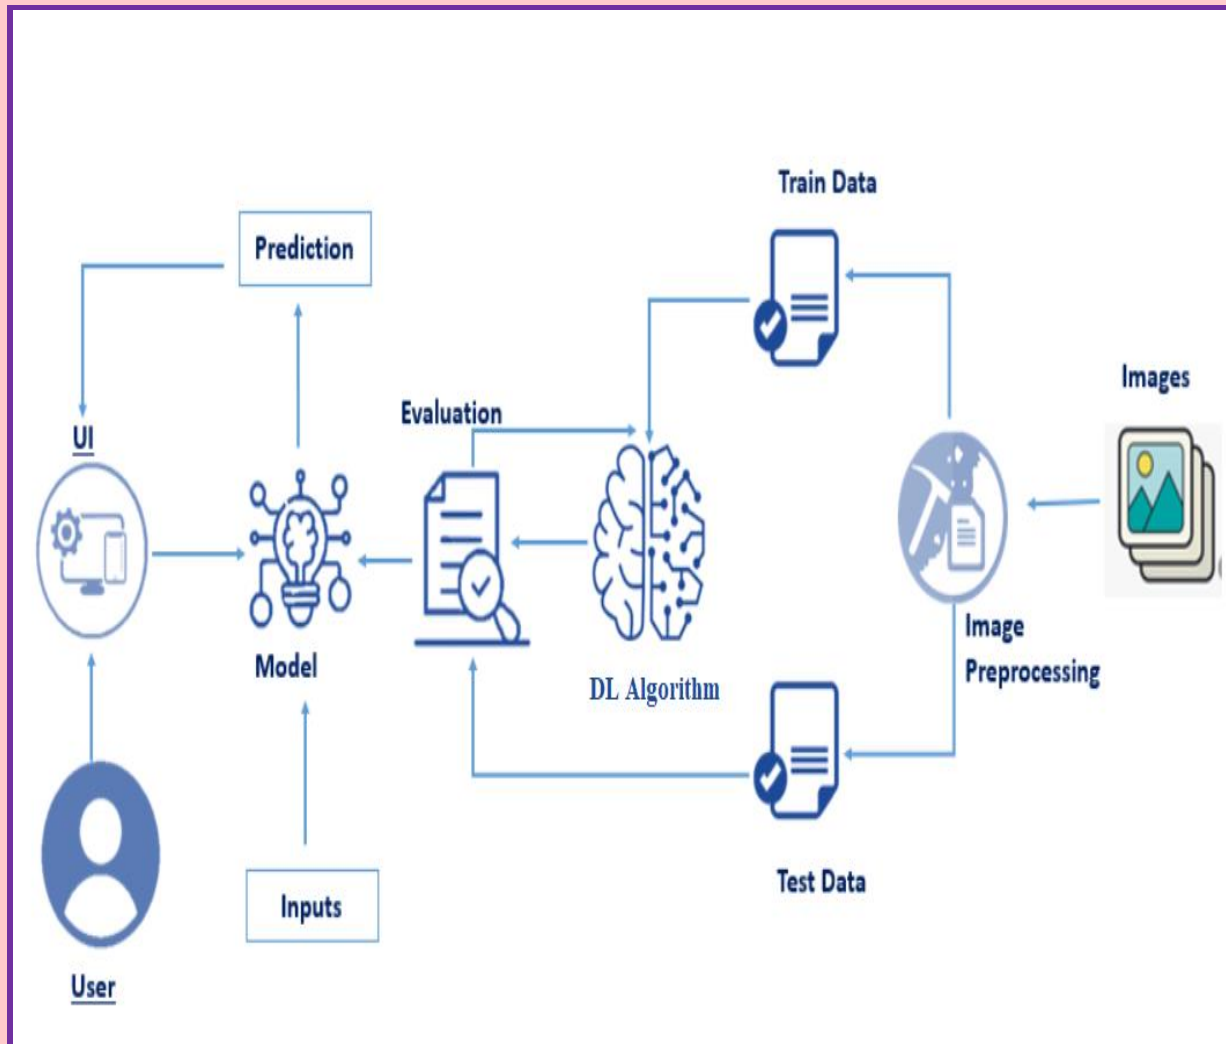 Train Data
Prediction
Images
Evaluation
UI
Image
Preprocessing
Model
DL Algorithm
Test Data
Inputs
User